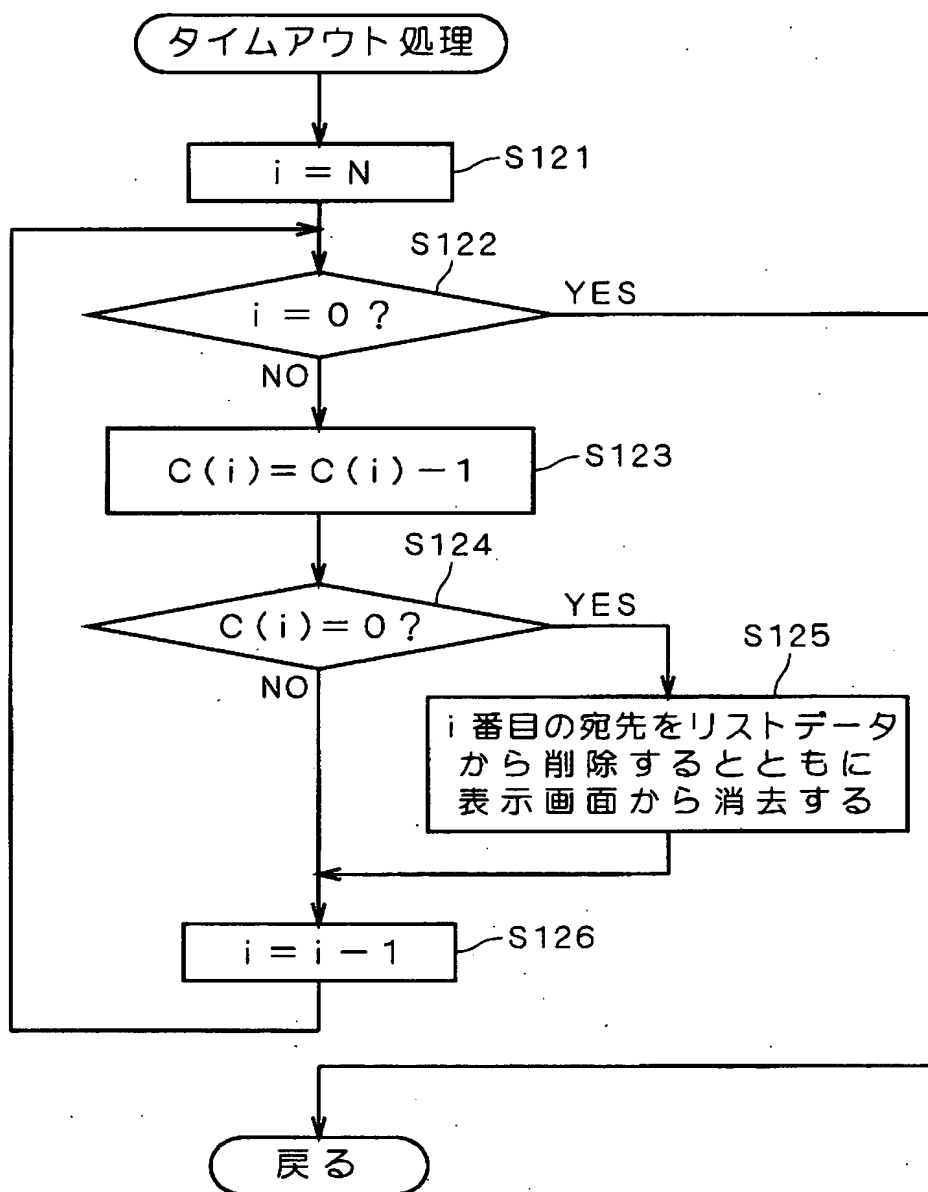 タイムアウト処理
i=N
S121
S122
i=0?
YES
NO
C(i)=C(i)-1
S123
S124
C(i)=0?
YES
NO
S125
i番目の宛先をリストデータ
から削除するとともに
表示画面から消去する
i=i-1
S126
戻る